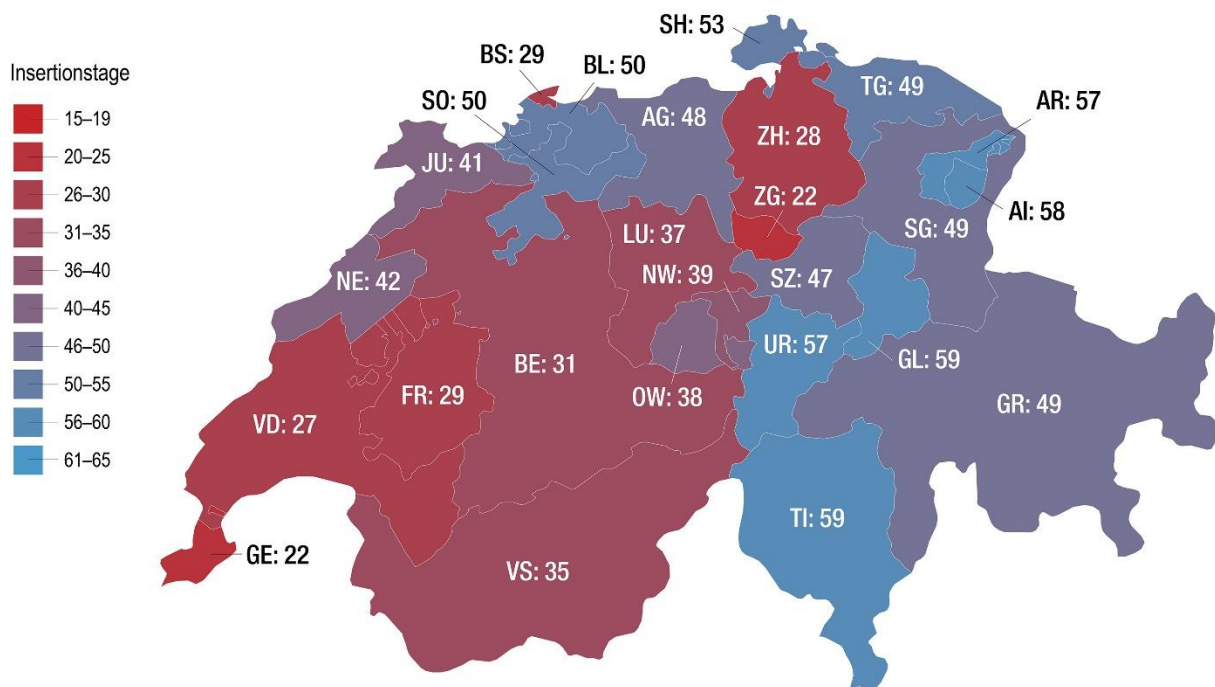 Insertionstage
15–19
20–25
26–30
31–35
36–40
40–45
46–50
50–55
56–60
61–65
SH: 53
BS: 29
BL: 50
SO: 50
AG: 48
TG: 49
AR: 57
ZH: 28
JU: 41
ZG: 22
AI: 58
LU: 37
SG: 49
NE: 42
NW: 39
SZ: 47
UR: 57
GL: 59
BE: 31
OW: 38
FR: 29
GR: 49
VD: 27
TI: 59
GE: 22
VS: 35